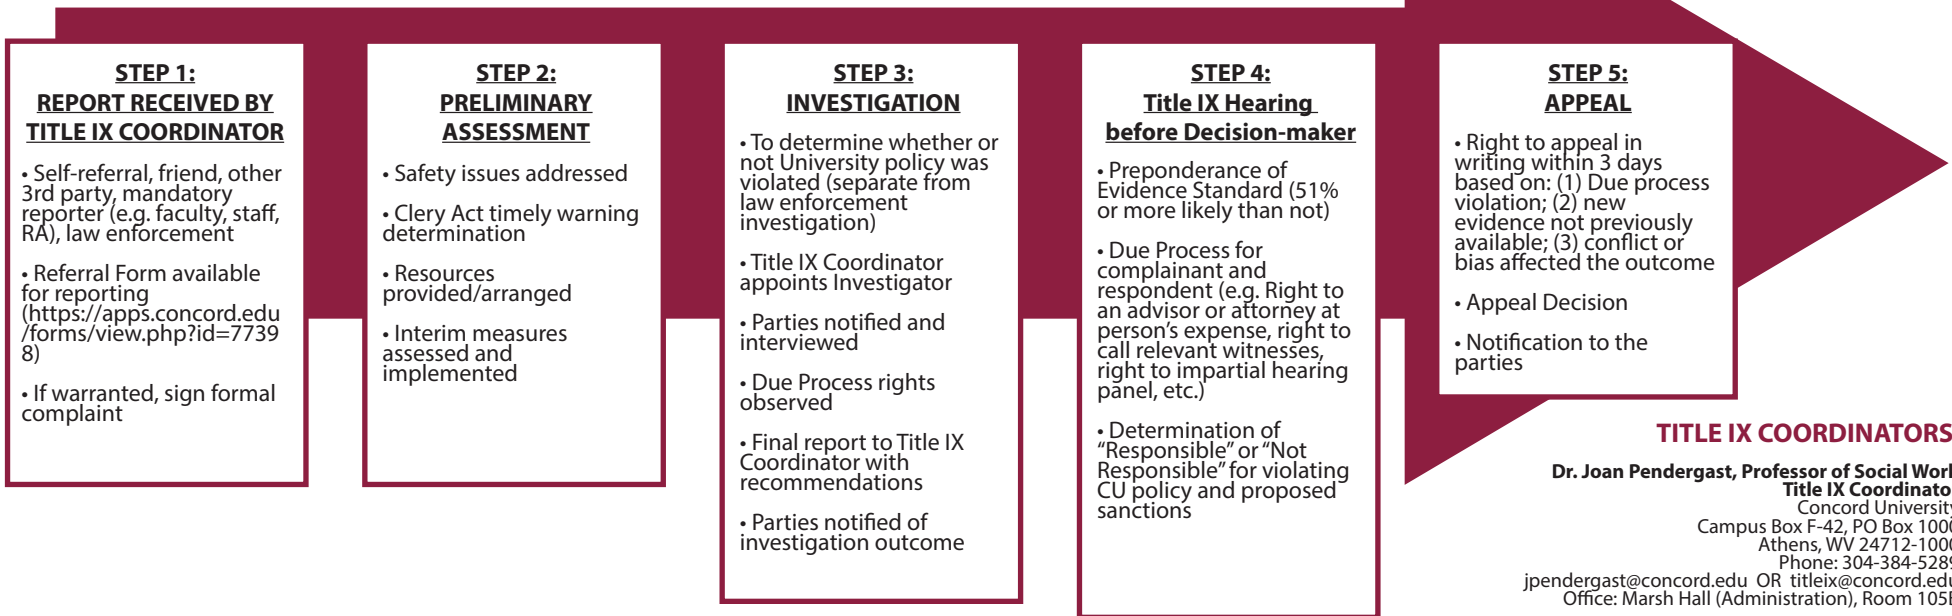 STEP 1:
REPORT RECEIVED BY
TITLE IX COORDINATOR
• Self-referral, friend, other
3rd party, mandatory
reporter (e.g. faculty, staff,
RA), law enforcement
• Referral Form available
for reporting
(https://apps.concord.edu
/forms/view.php?id=7739
8)
• If warranted, sign formal
complaint
STEP 2:
PRELIMINARY
ASSESSMENT
• Safety issues addressed
• Clery Act timely warning
determination
• Resources
provided/arranged
• Interim measures
assessed and
implemented
STEP 3:
INVESTIGATION
• To determine whether or
not University policy was
violated (separate from
law enforcement
investigation)
• Title IX Coordinator
appoints Investigator
• Parties notified and
interviewed
• Due Process rights
observed
• Final report to Title IX
Coordinator with
recommendations
• Parties notified of
investigation outcome
STEP 4:
Title IX Hearing
before Decision-maker
• Preponderance of
Evidence Standard (51%
or more likely than not)
• Due Process for
complainant and
respondent (e.g. Right to
an advisor or attorney at
person's expense, right to
call relevant witnesses,
right to impartial hearing
panel, etc.)
• Determination of
“Responsible” or “Not
Responsible” for violating
CU policy and proposed
sanctions
STEP 5:
APPEAL
• Right to appeal in
writing within 3 days
based on: (1) Due process
violation; (2) new
evidence not previously
available; (3) conflict or
bias affected the outcome
• Appeal Decision
• Notification to the
parties
TITLE IX COORDINATORS
Dr. Joan Pendergast, Professor of Social Work
Title IX Coordinator
Concord University
Campus Box F-42, PO Box 1000
Athens, WV 24712-1000
Phone: 304-384-5289
jpendergast@concord.edu OR titleix@concord.edu
Office: Marsh Hall (Administration), Room